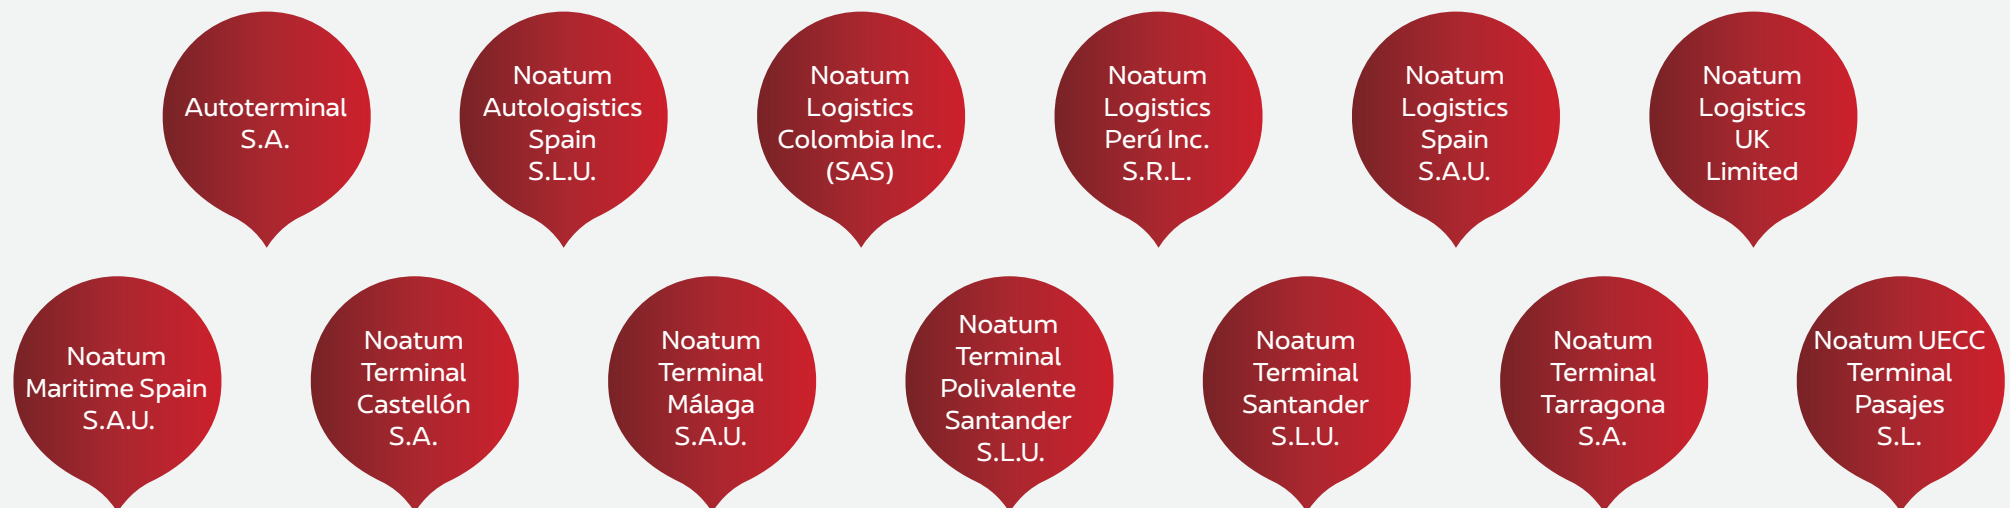 Autoterminal
S.A.
Noatum
Autologistics
Spain
S.L.U.
Noatum
Logistics
Colombia Inc.
(SAS)
Noatum
Logistics
Perú Inc.
S.R.L.
Noatum
Logistics
Spain
S.A.U.
Noatum
Logistics
UK
Limited
Noatum
Maritime Spain
S.A.U.
Noatum
Terminal
Castellón
S.A.
Noatum
Terminal
Málaga
S.A.U.
Noatum
Terminal
Polivalente
Santander
S.L.U.
Noatum
Terminal
Santander
S.L.U.
Noatum
Terminal
Tarragona
S.A.
Noatum UECC
Terminal
Pasajes
S.L.